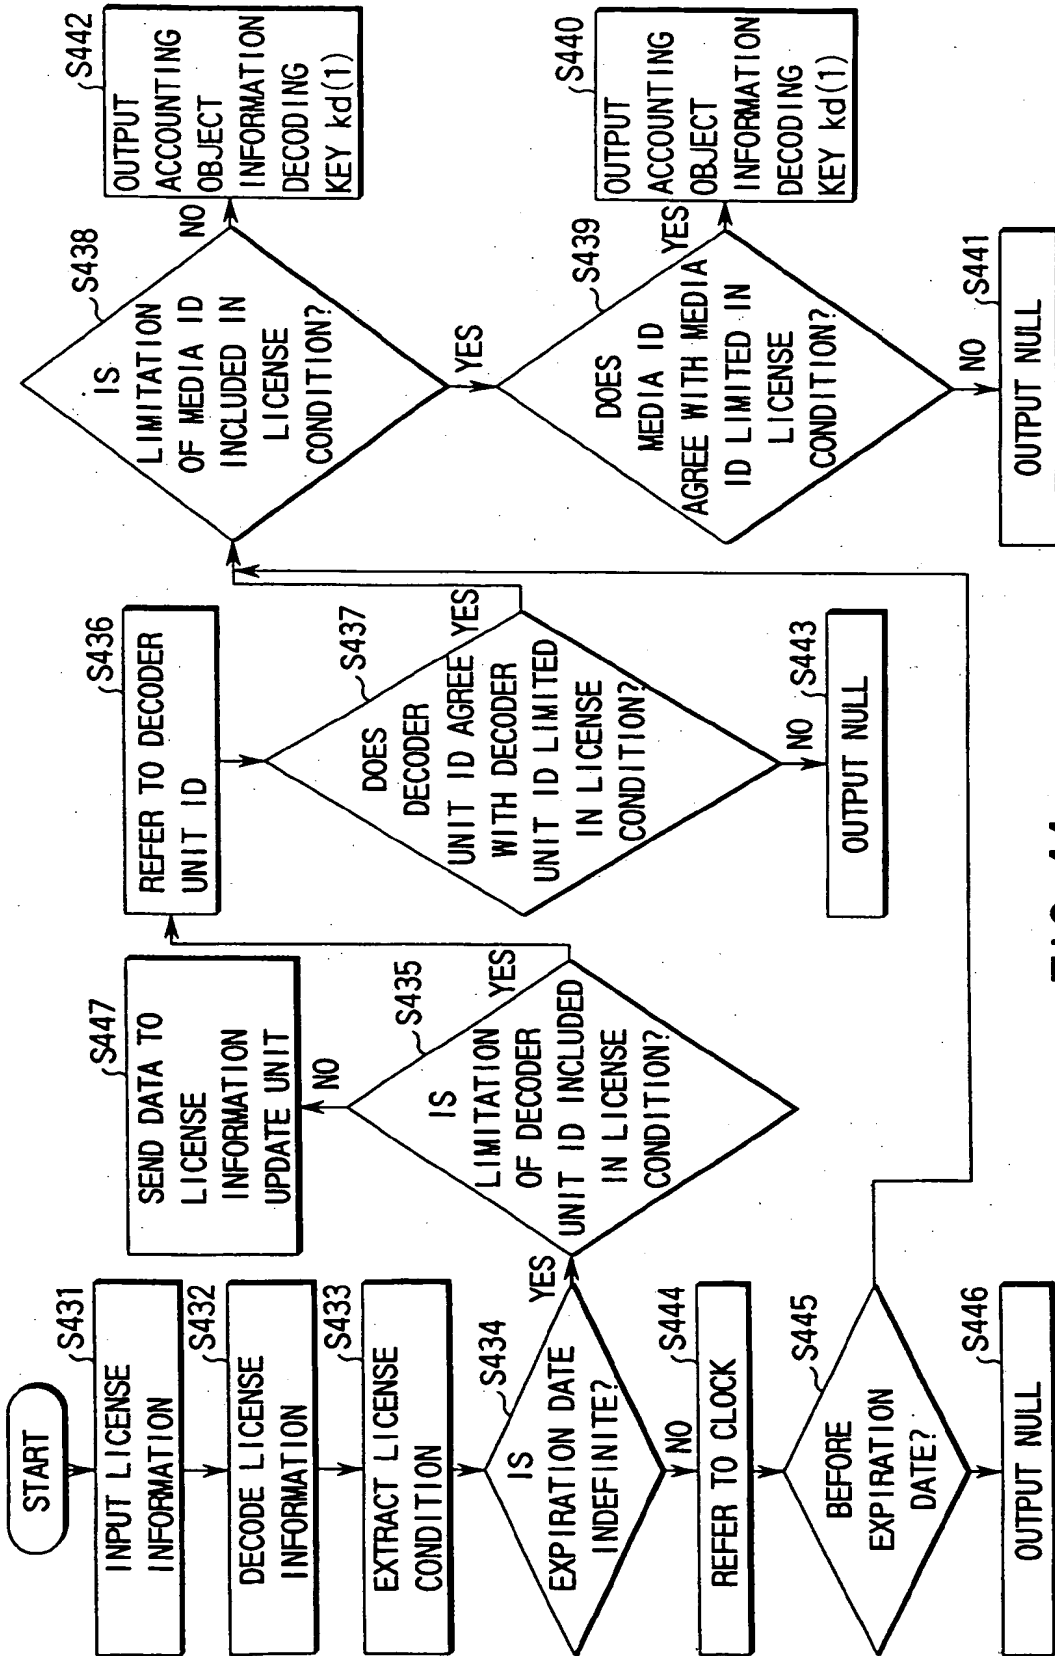 START
S431
INPUT LICENSE
INFORMATION
S432
DECODE LICENSE
INFORMATION
S433
EXTRACT LICENSE
CONDITION
S434
IS
EXPIRATION DATE
INDEFINITE?
YES
NO
S444
REFER TO CLOCK
S445
BEFORE
EXPIRATION
DATE?
S446
OUTPUT NULL
S447
SEND DATA TO
LICENSE
INFORMATION
UPDATE UNIT
NO
S435
IS
LIMITATION
OF DECODER
UNIT ID INCLUDED
IN LICENSE
CONDITION?
YES
S436
REFER TO DECODER
UNIT ID
S437
DOES
DECODER
UNIT ID AGREE
WITH DECODER
UNIT ID LIMITED
IN LICENSE
CONDITION?
YES
NO
S443
OUTPUT NULL
S438
IS
LIMITATION
OF MEDIA ID
INCLUDED IN
LICENSE
CONDITION?
NO
YES
S442
OUTPUT
ACCOUNTING
OBJECT
INFORMATION
DECODING
KEY kd(1)
S439
DOES
MEDIA ID
AGREE WITH MEDIA
ID LIMITED IN
LICENSE
CONDITION?
YES
NO
S440
OUTPUT
ACCOUNTING
OBJECT
INFORMATION
DECODING
KEY kd(1)
S441
OUTPUT NULL